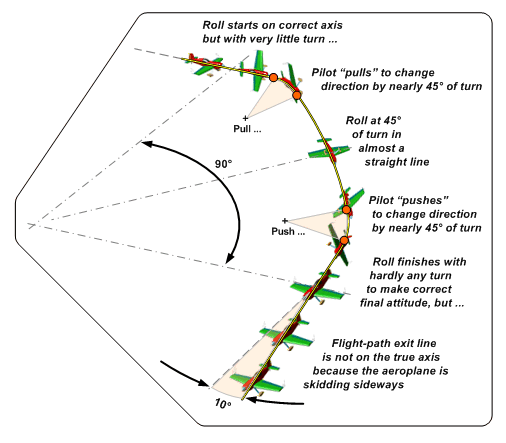 Roll starts on correct axis
but with very little turn ...
Pilot “pulls” to change
direction by nearly 45° of turn
+
Pull ...
Roll at 45°
of turn in
almost a
straight line
90°
Pilot “pushes”
to change direction
by nearly 45° of turn
+
Push ...
Roll finishes with
hardly any turn
to make correct
final attitude, but ...
Flight-path exit line
is not on the true axis
because the aeroplane is
skidding sideways
10°